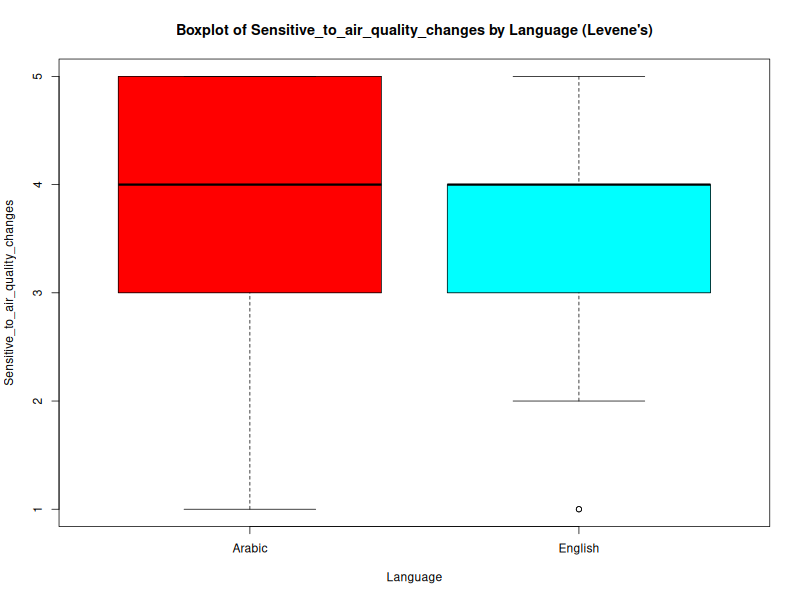 Boxplot of Sensitive_to_air_quality_changes by Language (Levene's)
Sensitive_to_air_quality_changes
5
4
3
2
1
Arabic English
Language